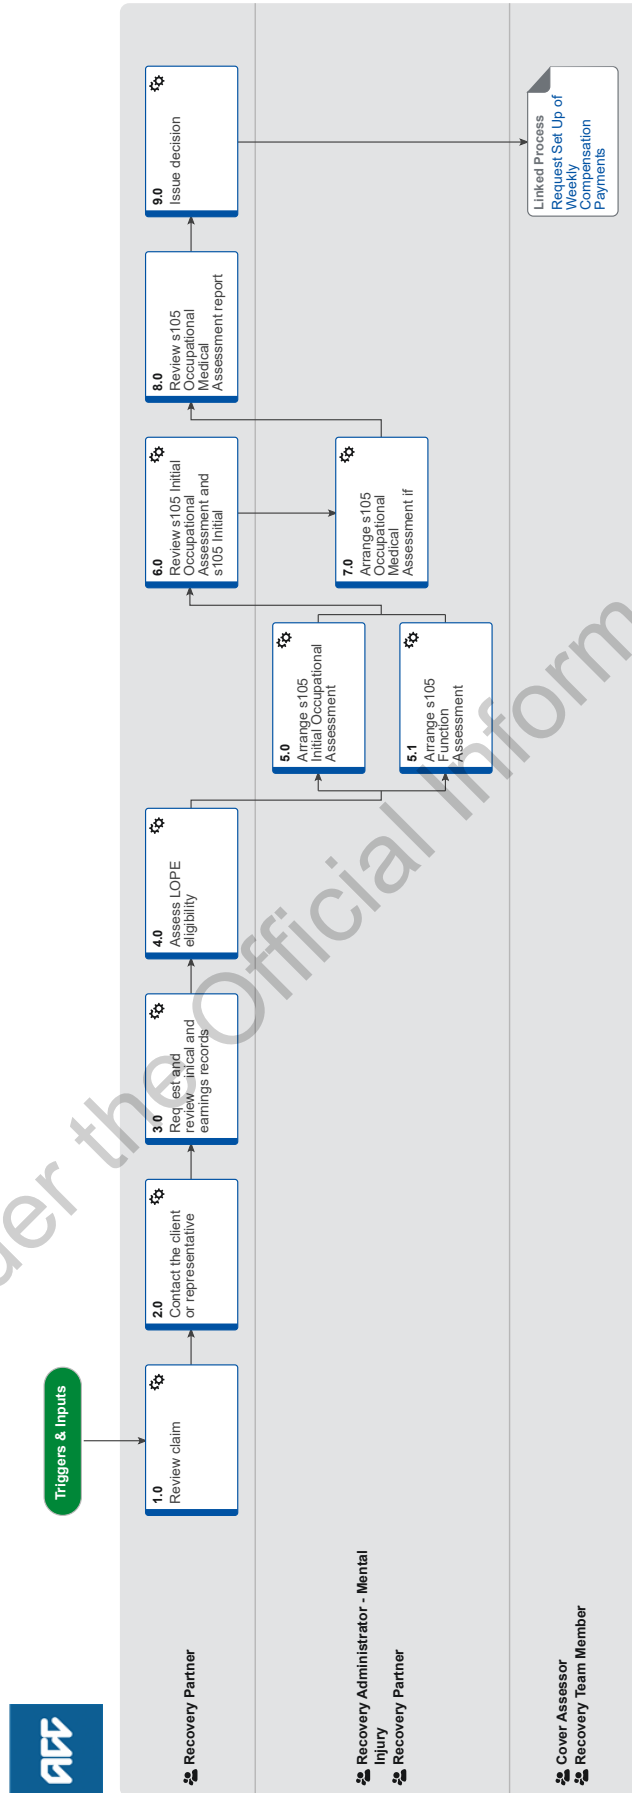 ACC
Triggers & Inputs
Recovery Partner
1.0
Review claim
2.0
Contact the client
or representative
3.0
Req est and
review inical and
earnings records
4.0
Assess LOPE
eligibility
6.0
Review s105 Initial
Occupational
Assessment and
s105 Initial
8.0
Review s105
Occupational
Medical
Assessment report
9.0
Issue decision
Recovery Administrator - Mental
Injury
Recovery Partner
5.0
Arrange s105
Initial Occupational
Assessment
5.1
Arrange s105
Function
Assessment
7.0
Arrange s105
Occupational
Medical
Assessment if
Cover Assessor
Recovery Team Member
Linked Process
Request Set Up of
Weekly
Compensation
Payments
the Official